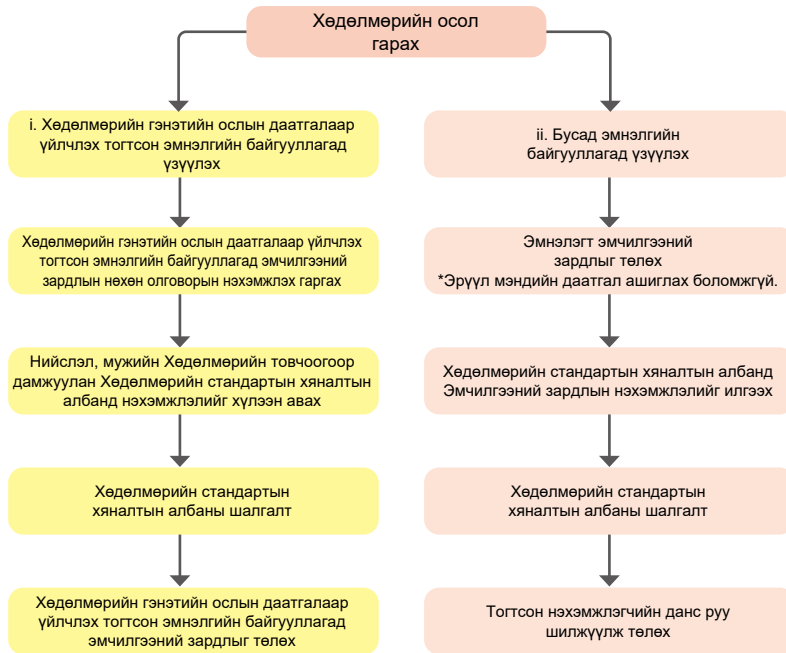 Хөдөлмөрийн осол
гарах
i. Хөдөлмөрийн гэнэтийн ослын даатгалаар
үйлчлэх тогтсон эмнэлгийн байгууллагад
үзүүлэх
Хөдөлмөрийн гэнэтийн ослын даатгалаар үйлчлэх
тогтсон эмнэлгийн байгууллагад эмчилгээний
зардлын нөхөн олговорын нэхэмжлэх гаргах
Нийслэл, мужийн Хөдөлмөрийн товчоогоор
дамжуулан Хөдөлмөрийн стандартын хяналтын
албанд нэхэмжлэлийг хүлээн авах
Хөдөлмөрийн стандартын
хяналтын албаны шалгалт
Хөдөлмөрийн гэнэтийн ослын даатгалаар
үйлчлэх тогтсон эмнэлгийн байгууллагад
эмчилгээний зардлыг төлөх
ii. Бусад эмнэлгийн
байгууллагад үзүүлэх
Эмнэлэгт эмчилгээний
зардлыг төлөх
*Эрүүл мэндийн даатгал ашиглах боломжгүй.
Хөдөлмөрийн стандартын хяналтын албанд
Эмчилгээний зардлын нэхэмжлэлийг илгээх
Хөдөлмөрийн стандартын
хяналтын албаны шалгалт
Тогтсон нэхэмжлэгчийн данс руу
шилжүүлж төлөх